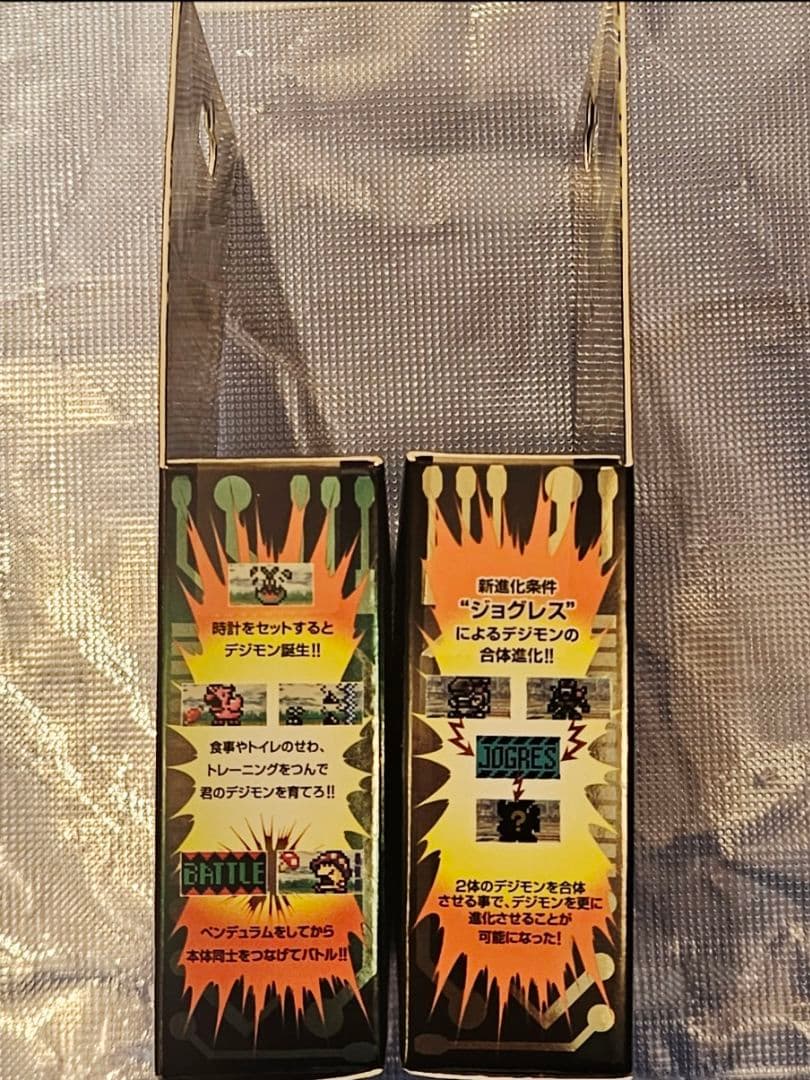 時計をセットすると
デジモン誕生!!
食事やトイレのせわ、
トレーニングをつんで
君のデジモンを育てろ!!
BATTLE
ペンデュラムをしてから
本体同士をつなげてバトル!!
新進化条件
“ジョグレス”
によるデジモンの
合体進化!!
JOGRES
?
2体のデジモンを合体
させる事で、デジモンを更に
進化させることが
可能になった!